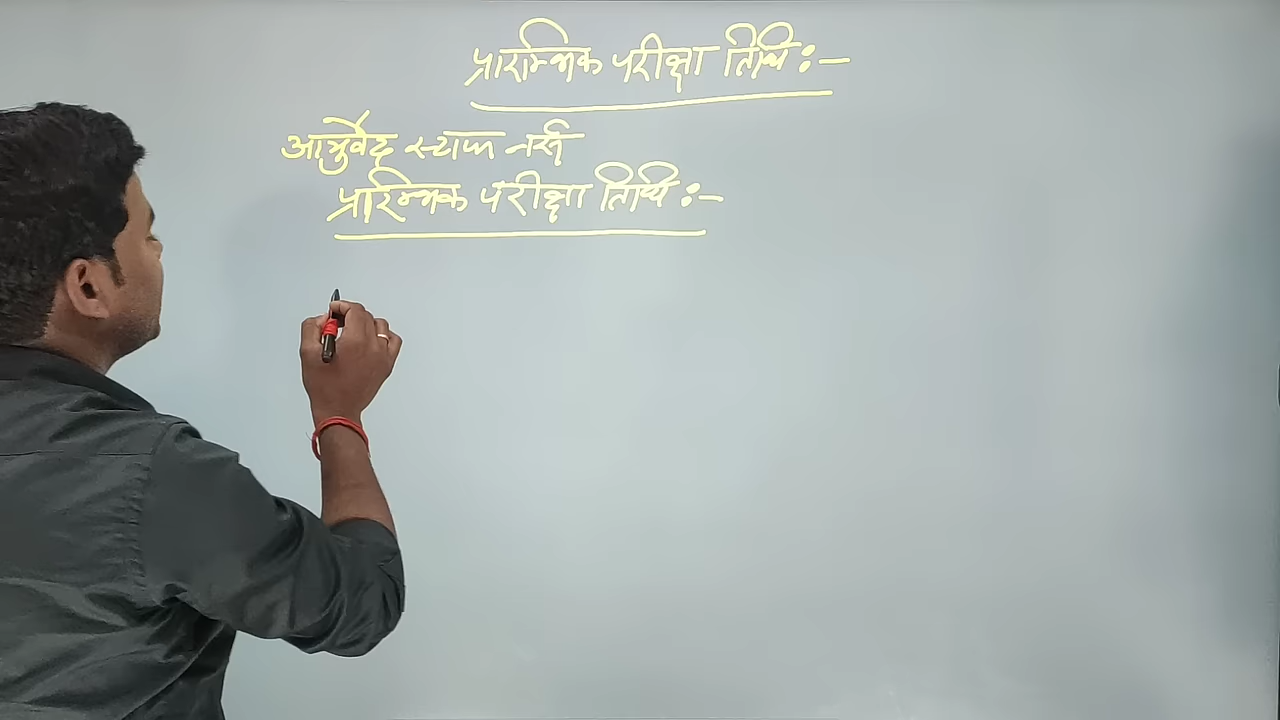 प्रारम्भिक परीक्षा तिथि :-
आयुर्वेद स्टाफ नर्स
प्रारम्भिक परीक्षा तिथि :-